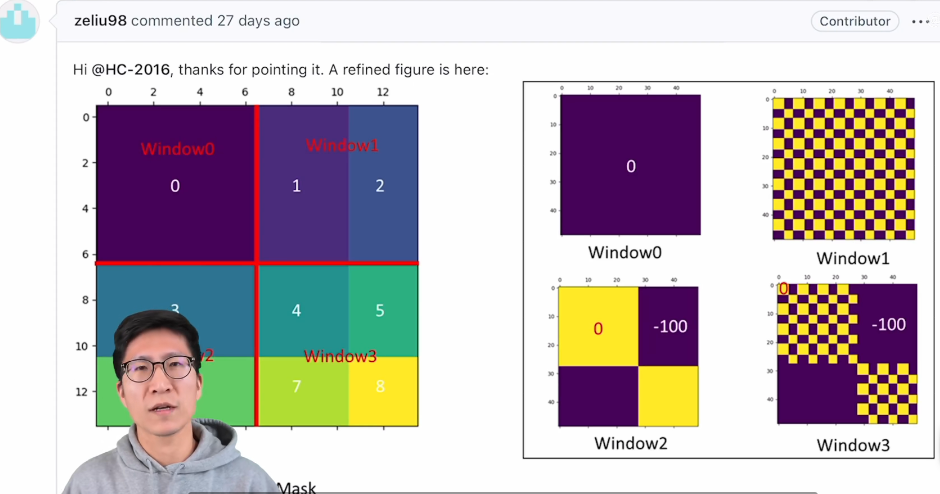 zeliu98 commented 27 days ago
Contributor
Hi @HC-2016, thanks for pointing it. A refined figure is here:
0 2 4 6 8 10 12
0
2
4
6
8
10
12
Window0
Window1
0
1
2
3
4
5
w2
Window3
7
8
Mask
0 10 20 30 40
0
10
20
30
40
0
Window0
0 10 20 30 40
0
10
20
30
40
Window1
0 10 20 30 40
0
10
20
30
40
0
-100
Window2
0 10 20 30 40
0
10
20
30
40
0
-100
Window3